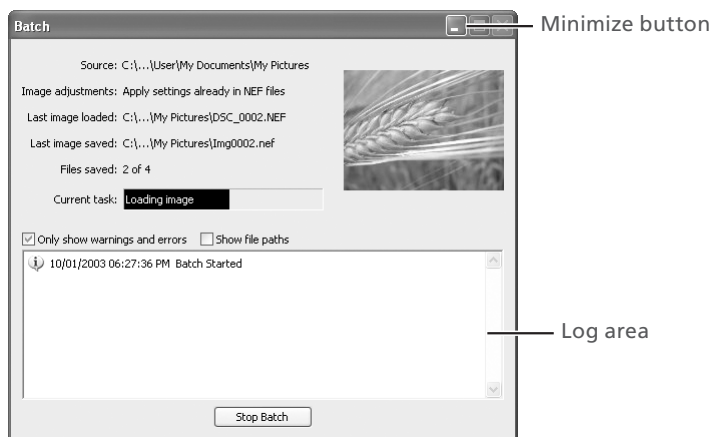 Batch
Minimize button
Source: C:\...\User\My Documents\My Pictures
Image adjustments: Apply settings already in NEF files
Last image loaded: C:\...\My Pictures\DSC_0002.NEF
Last image saved: C:\...\My Pictures\Img0002.nef
Files saved: 2 of 4
Current task: Loading image
Only show warnings and errors Show file paths
10/01/2003 06:27:36 PM Batch Started
Log area
Stop Batch